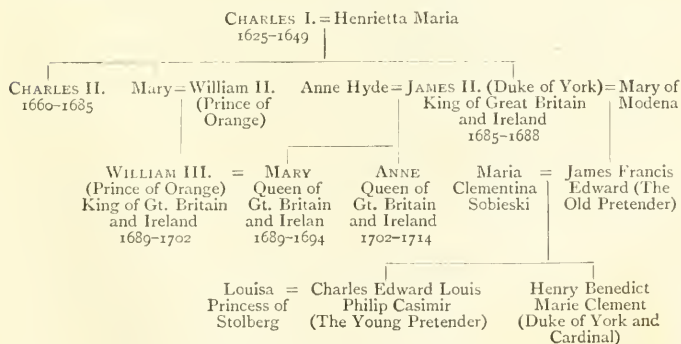 CHARLES I. = Henrietta Maria
1625-1649
CHARLES II. Mary = William II. Anne Hyde = JAMES II. (Duke of York) = Mary of
1660-1685 (Prince of King of Great Britain Modena
Orange) and Ireland
1685-1688
WILLIAM III. = MARY ANNE Maria = James Francis
(Prince of Orange) Queen of Queen of Clementina Edward (The
King of Gt. Britain Gt. Britain Gt. Britain Sobieski Old Pretender)
and Ireland and Irelan and Ireland
1689-1702 1689-1694 1702-1714
Louisa = Charles Edward Louis Henry Benedict
Princess of Philip Casimir Marie Clement
Stolberg (The Young Pretender) (Duke of York and
Cardinal)